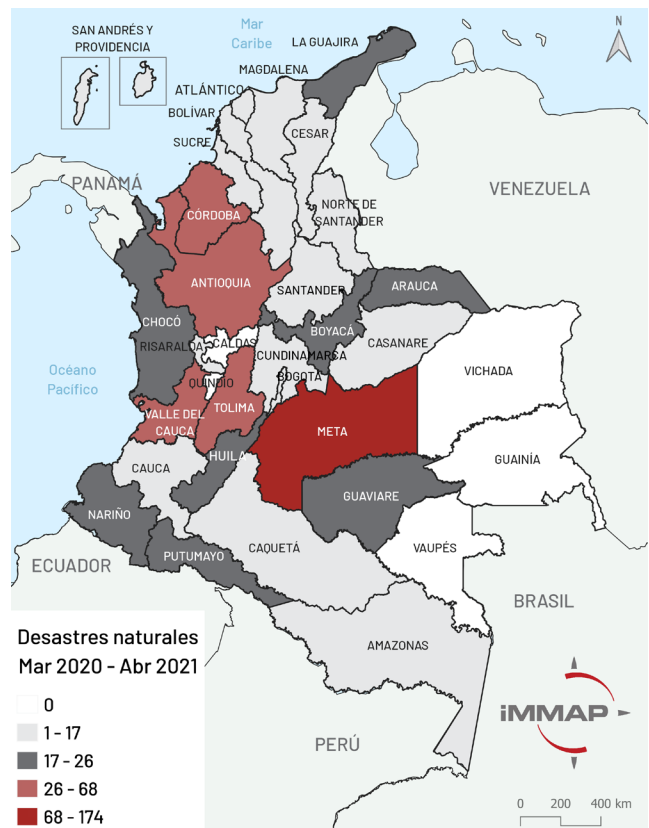 SAN ANDRÉS Y
PROVIDENCIA
Mar
Caribe
LA GUAJIRA
MAGDALENA
ATLÁNTICO
BOLÍVAR
CESAR
SUCRE
PANAMÁ
VENEZUELA
NORTE DE
SANTANDER
CÓRDOBA
ANTIOQUIA
SANTANDER
ARAUCA
CHOCÓ
BOYACÁ
RISARALDA
CALDAS
CASANARE
CUNDINAMARCA
Océano
Pacífico
VICHADA
BOGOTÁ
QUINDÍO
TOLIMA
VALLE DEL
CAUCA
META
HUILA
GUAINÍA
CAUCA
GUAVIARE
NARIÑO
CAQUETÁ
VAUPÉS
PUTUMAYO
ECUADOR
BRASIL
AMAZONAS
Desastres naturales
Mar 2020 - Abr 2021
0
1 - 17
17 - 26
26 - 68
68 - 174
PERÚ
iMMAP
0 200 400 km